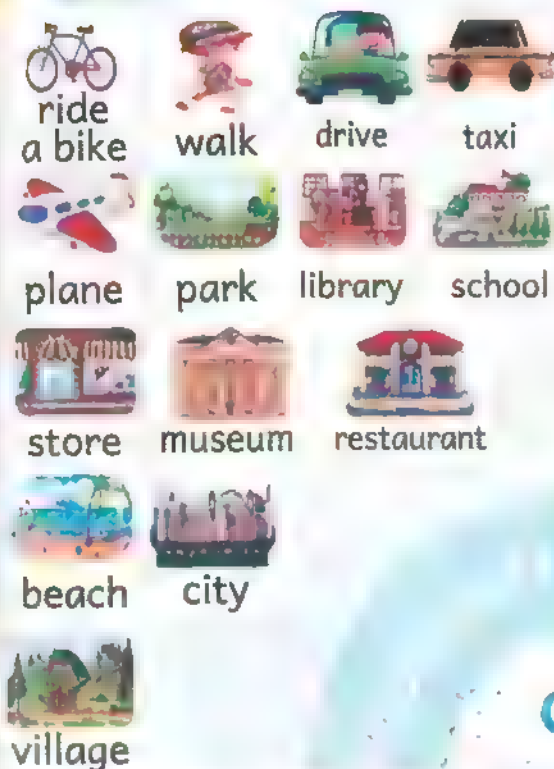 ride
a bike
walk
drive
taxi
plane
park
library
school
store
museum
restaurant
beach
city
village